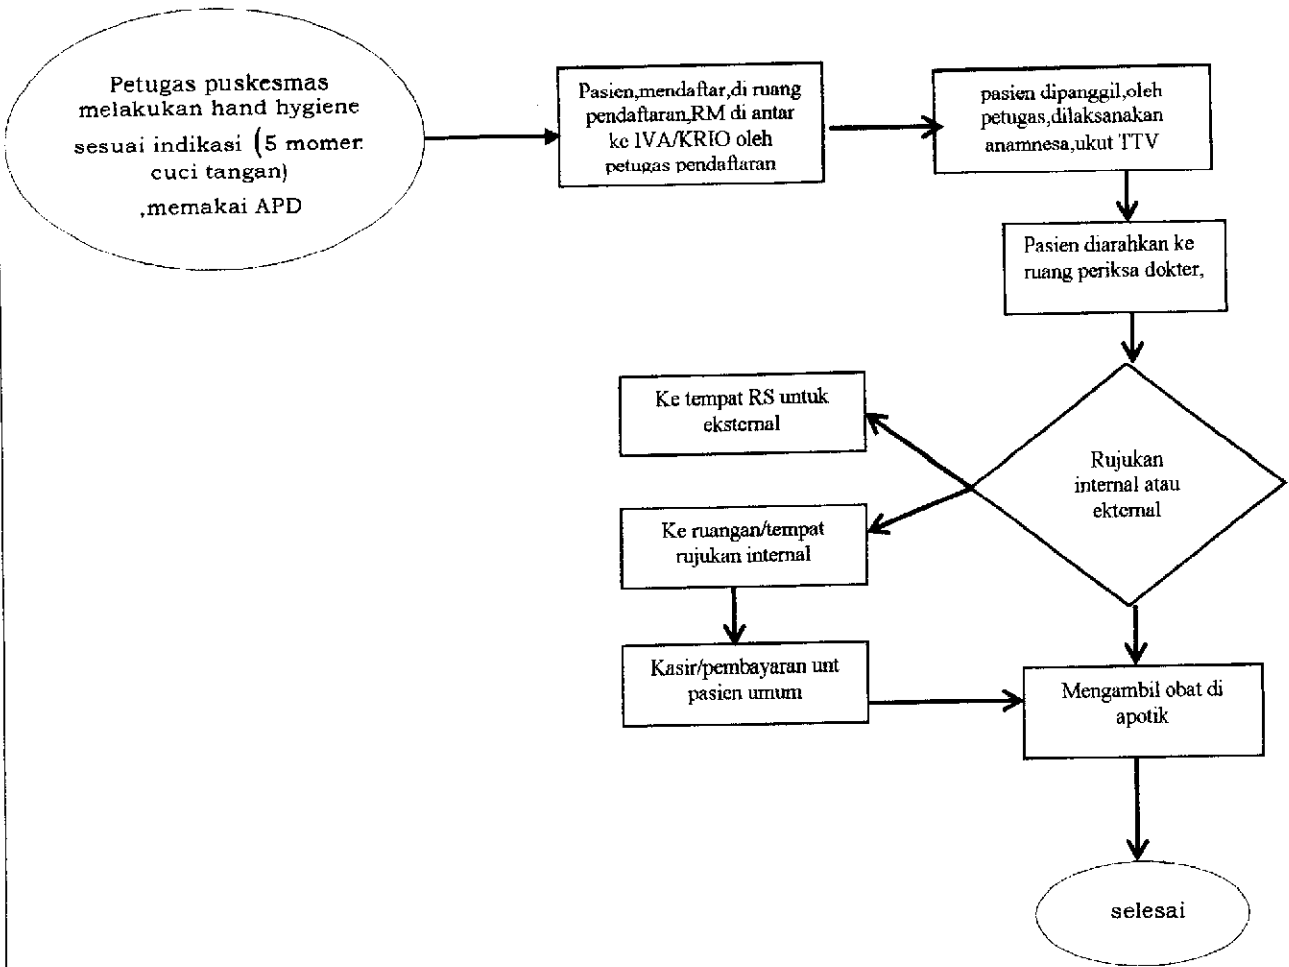 Petugas puskesmas
melakukan hand hygiene
sesuai indikasi (5 momen
cuci tangan)
,memakai APD
Pasien,mendaftar,di ruang
pendaftaran,RM di antar
ke IVA/KRIO oleh
petugas pendaftaran
pasien dipanggil,oleh
petugas,dilaksanakan
anamnesa,ukut TTV
Pasien diarahkan ke
ruang periksa dokter,
Rujukan
internal atau
ekternal
Ke tempat RS untuk
eksternal
Ke ruangan/tempat
rujukan internal
Kasir/pembayaran unt
pasien umum
Mengambil obat di
apotik
selesai